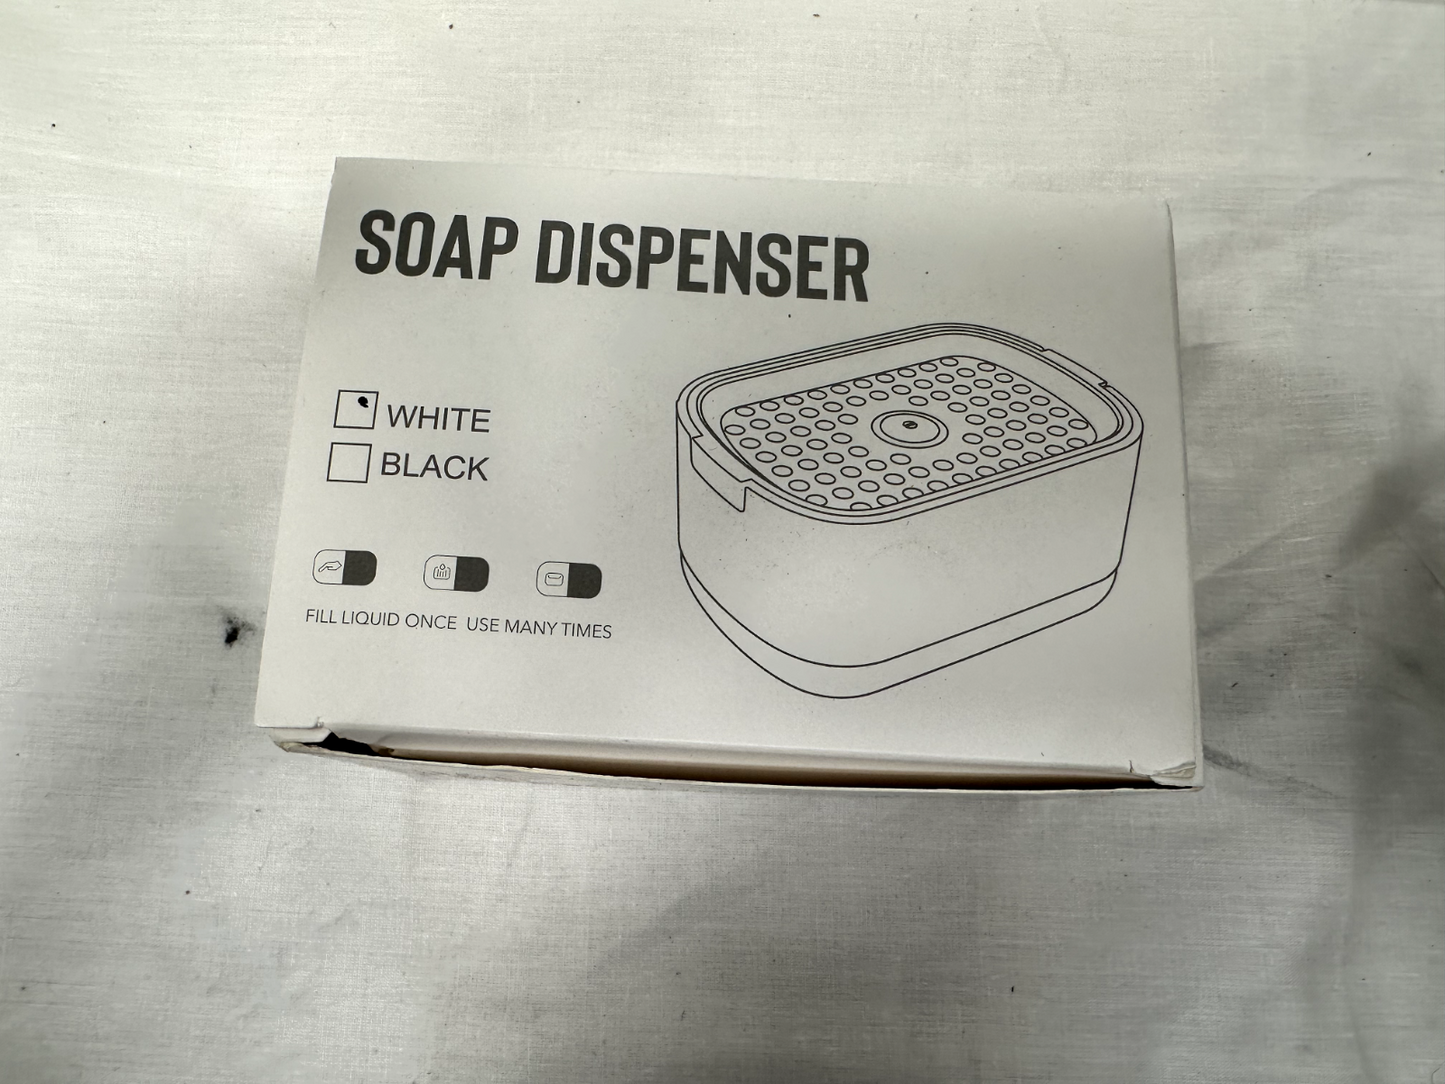 SOAP DISPENSER
WHITE
BLACK
FILL LIQUID ONCE USE MANY TIMES